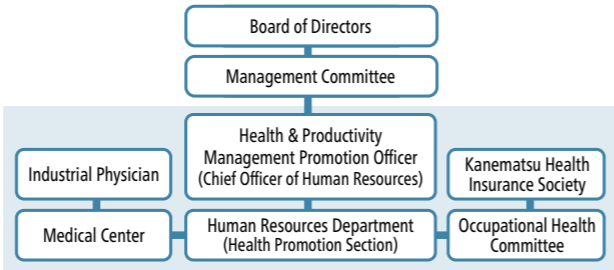 Board of Directors
Management Committee
Health & Productivity
Management Promotion Officer
(Chief Officer of Human Resources)
Industrial Physician
Kanematsu Health
Insurance Society
Medical Center
Human Resources Department
(Health Promotion Section)
Occupational Health
Committee